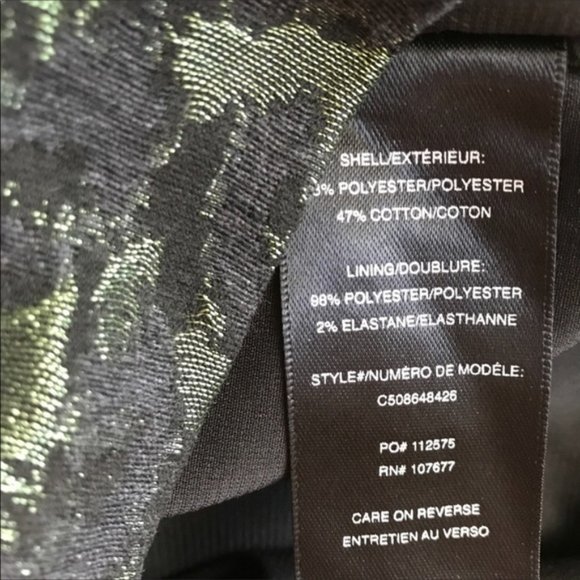 SHELL/EXTÉRIEUR:
3% POLYESTER/POLYESTER
47% COTTON/COTON
LINING/DOUBLURE:
98% POLYESTER/POLYESTER
2% ELASTANE/ELASTHANNE
STYLE#/NUMÉRO DE MODÈLE:
C508648426
PO# 112575
RN# 107677
CARE ON REVERSE
ENTRETIEN AU VERSO